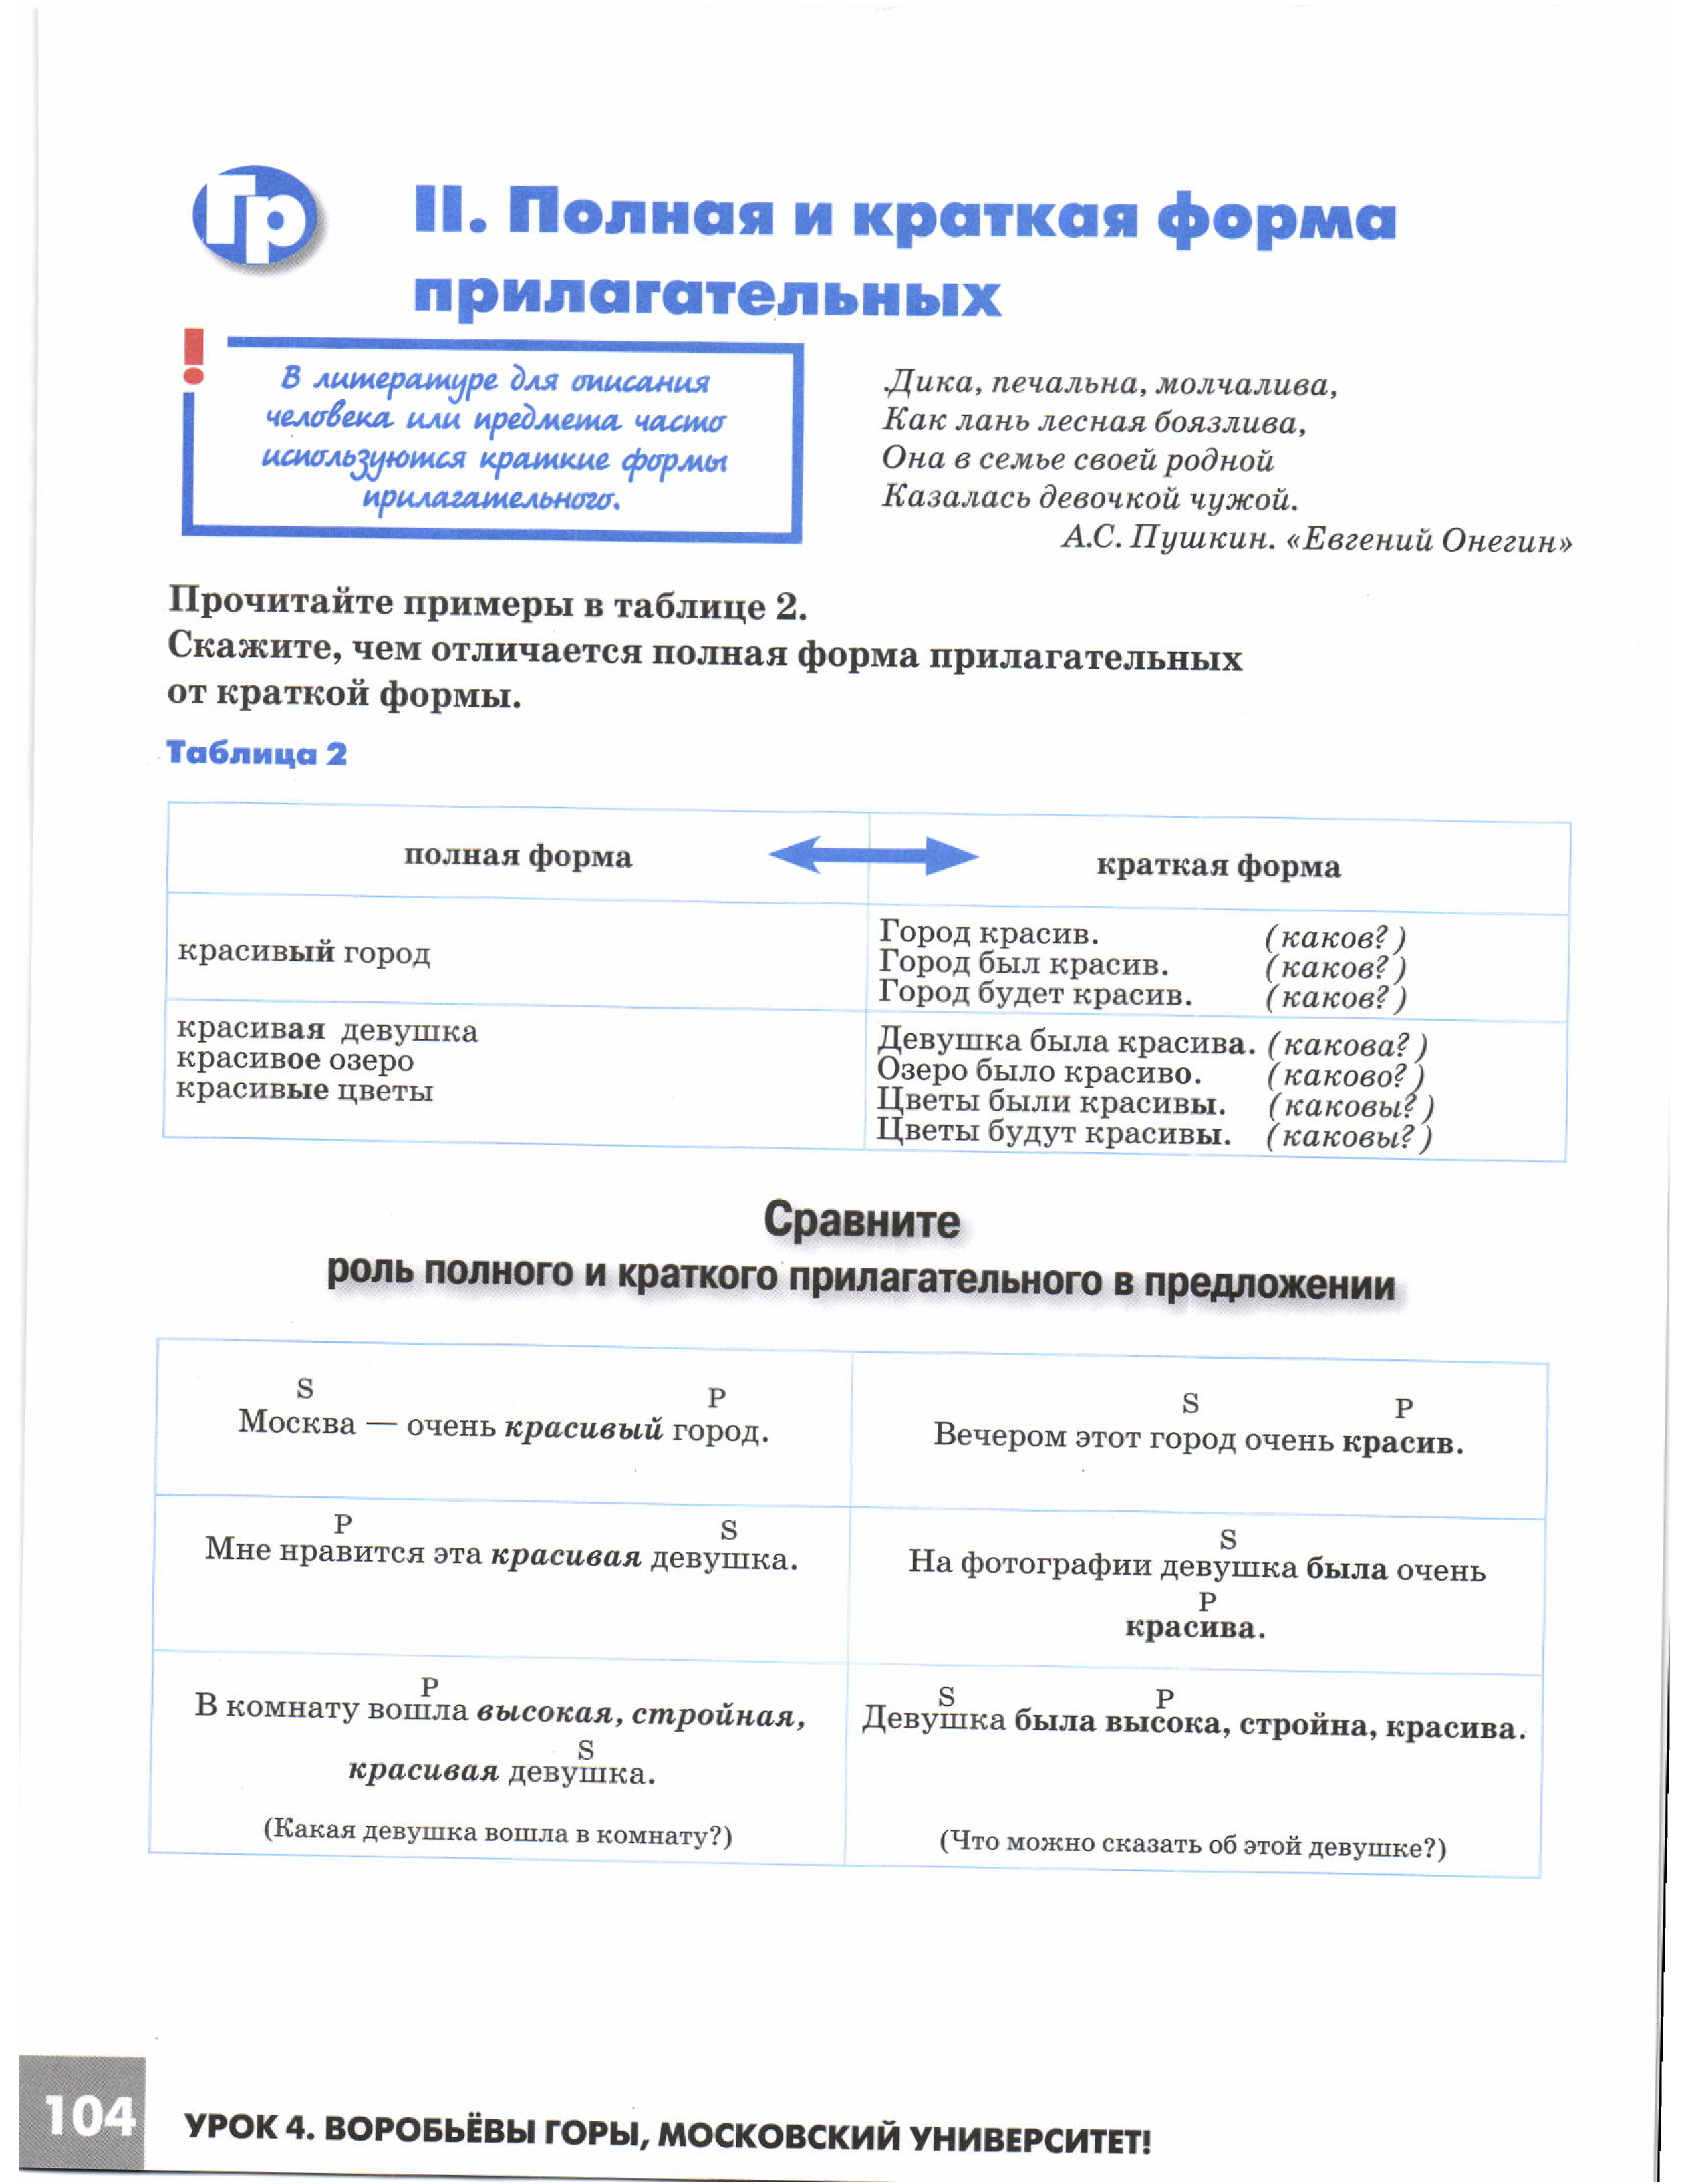 Гр
II. Полная и краткая форма
прилагательных
!
В литературе для описания
человека или предмета часто
используются краткие формы
прилагательного.
Дика, печальна, молчалива,
Как лань лесная боязлива,
Она в семье своей родной
Казалась девочкой чужой.
А.С. Пушкин. «Евгений Онегин»
Прочитайте примеры в таблице 2.
Скажите, чем отличается полная форма прилагательных
от краткой формы.
Таблица 2
полная форма
краткая форма
красивый город
Город красив. (каков?)
Город был красив. (каков?)
Город будет красив. (каков?)
красивая девушка
красивое озеро
красивые цветы
Девушка была красива. (какова?)
Озеро было красиво. (каково?)
Цветы были красивы. (каковы?)
Цветы будут красивы. (каковы?)
Сравните
роль полного и краткого прилагательного в предложении
S P
Москва — очень красивый город.
S P
Вечером этот город очень красив.
P S
Мне нравится эта красивая девушка.
S
На фотографии девушка была очень
P
красива.
P
В комнату вошла высокая, стройная,
S
красивая девушка.
(Какая девушка вошла в комнату?)
S P
Девушка была высока, стройна, красива.
(Что можно сказать об этой девушке?)
104
УРОК 4. ВОРОБЬЁВЫ ГОРЫ, МОСКОВСКИЙ УНИВЕРСИТЕТ!